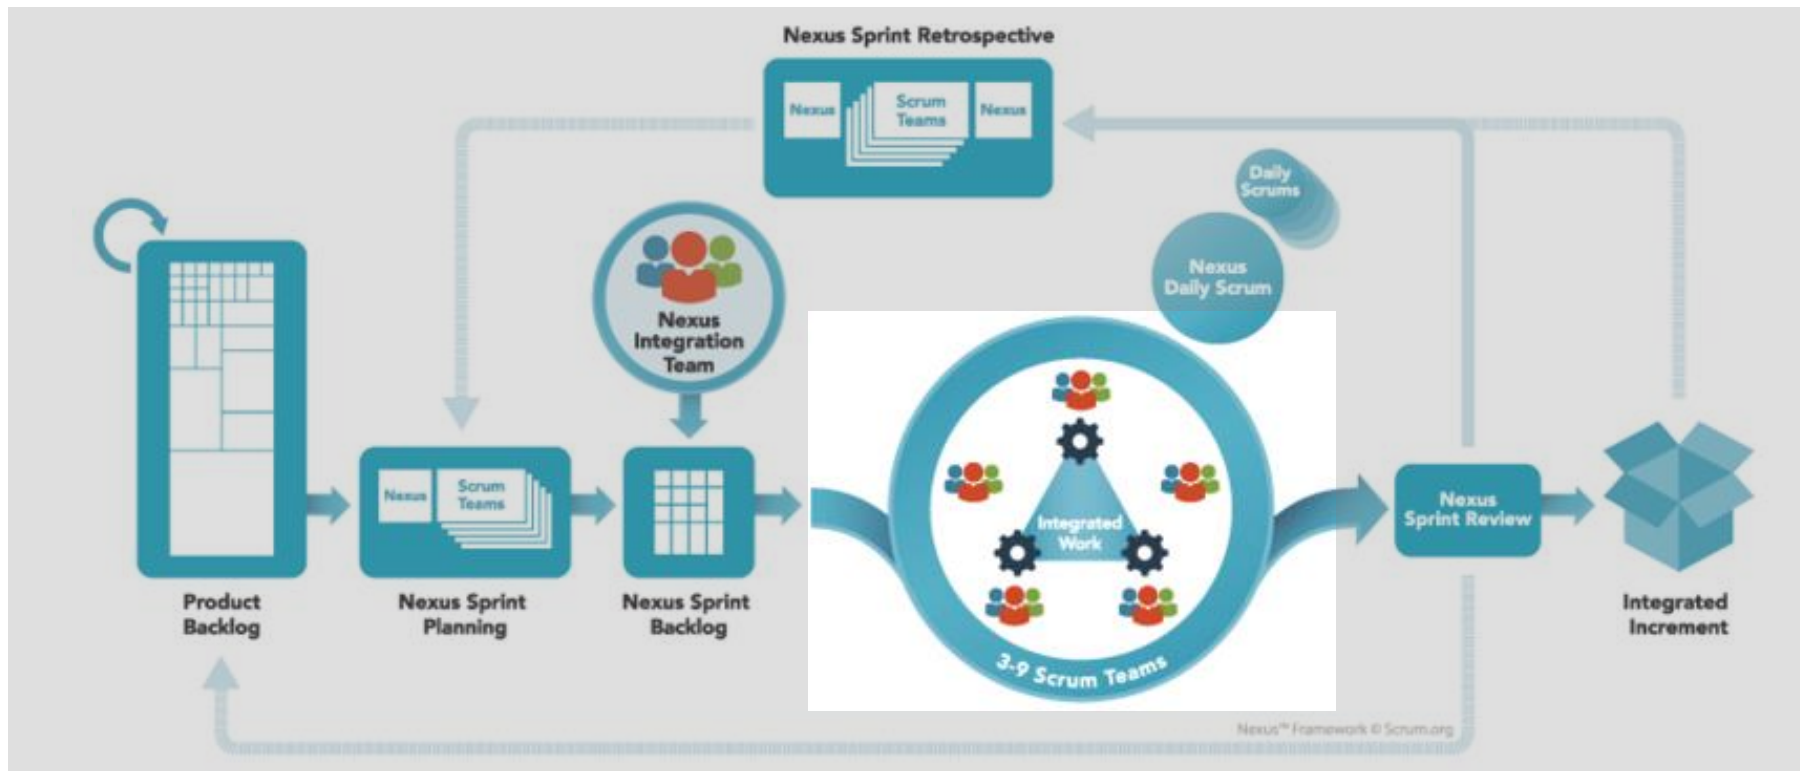 Nexus Sprint Retrospective
Nexus
Scrum
Teams
Nexus
Daily
Scrums
Nexus
Daily Scrum
Nexus
Integration
Team
Nexus
Scrum
Teams
Integrated
Work
3-9 Scrum Teams
Nexus
Sprint Review
Product
Backlog
Nexus Sprint
Planning
Nexus Sprint
Backlog
Integrated
Increment
Nexus™ Framework © Scrum.org